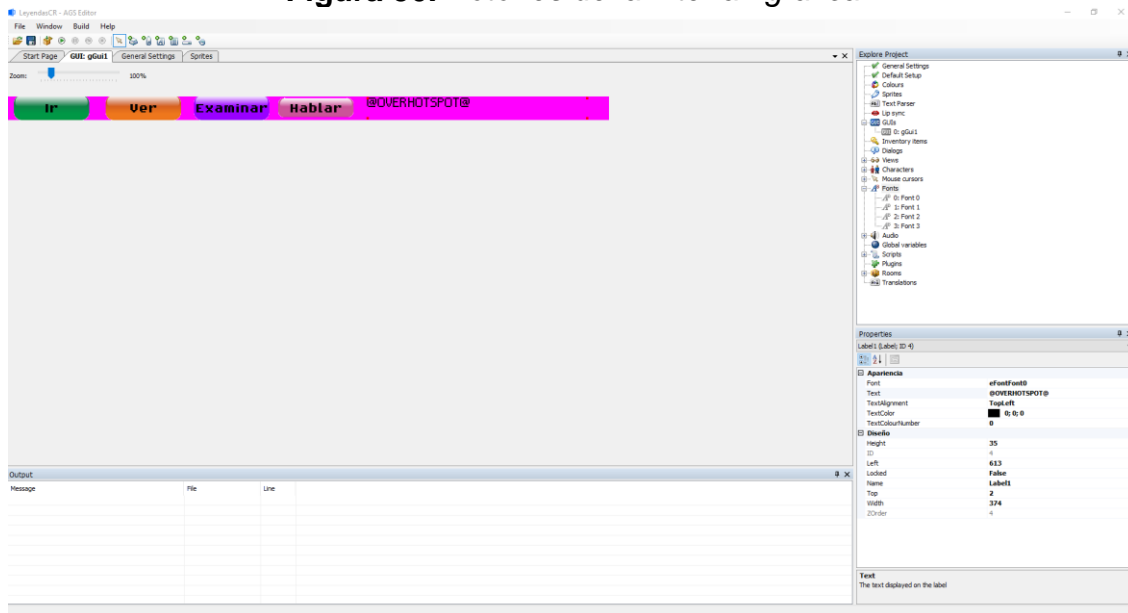 LeyendasCR - AGS Editor
File Window Build Help
Start Page GUI: gGui1 General Settings Sprites
Zoom: 100%
Ir Ver Examinar Hablar @OVERHOTSPOT@
Explore Project
General Settings
Default Setup
Colours
Sprites
Text Parser
Lip sync
GUIs
0: gGui1
Inventory items
Dialogs
Views
Characters
Mouse cursors
Fonts
0: Font 0
1: Font 1
2: Font 2
3: Font 3
Audio
Global variables
Scripts
Plugins
Rooms
Translations
Properties
Label1 (Label; ID 4)
Apariencia
Font eFontFont0
Text @OVERHOTSPOT@
TextAlignment TopLeft
TextColor 0; 0; 0
TextColourNumber 0
Diseño
Height 35
ID 4
Left 613
Locked False
Name Label1
Top 2
Width 374
ZOrder 4
Text
The text displayed on the label
Output
Message File Line